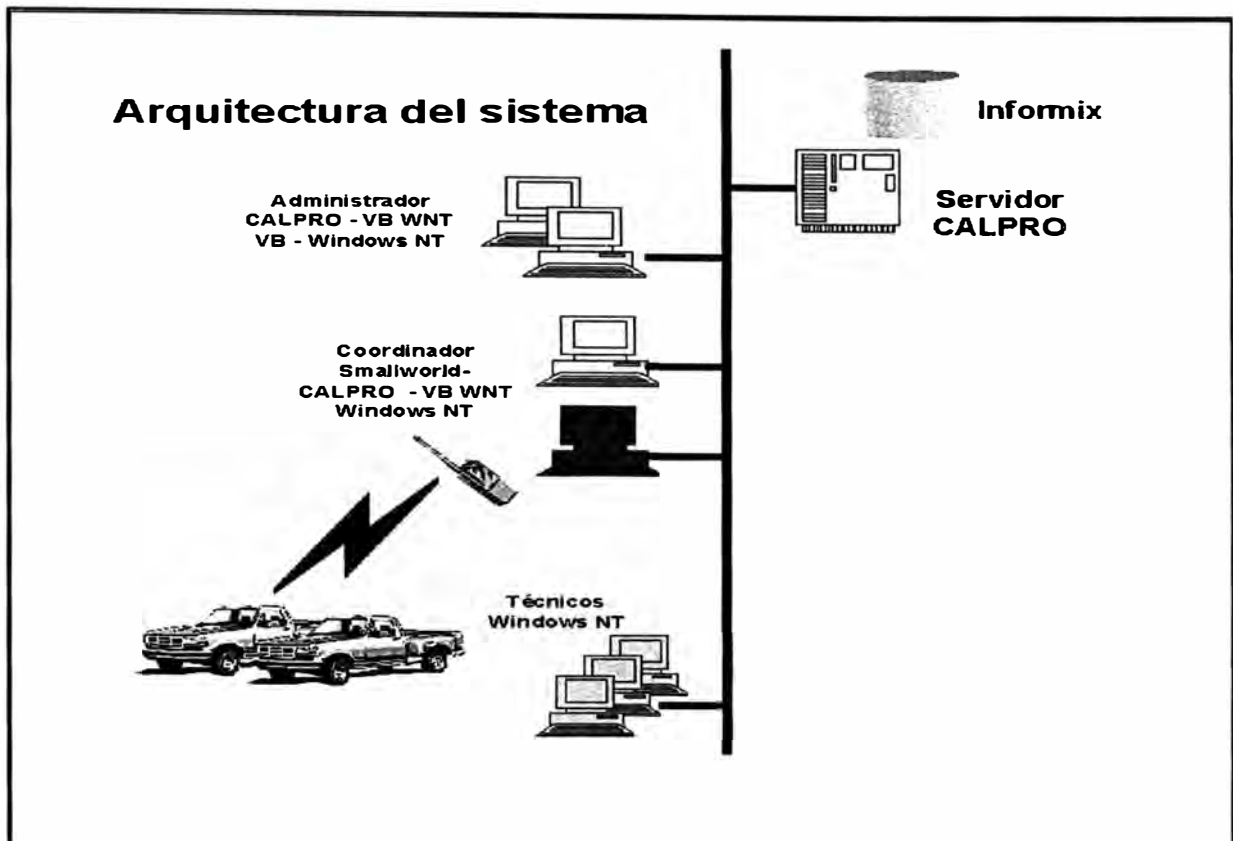 Arquitectura del sistema
Informix
Servidor
CALPRO
Administrador
CALPRO - VB WNT
VB - Windows NT
Coordinador
Smallworld-
CALPRO - VB WNT
Windows NT
Técnicos
Windows NT